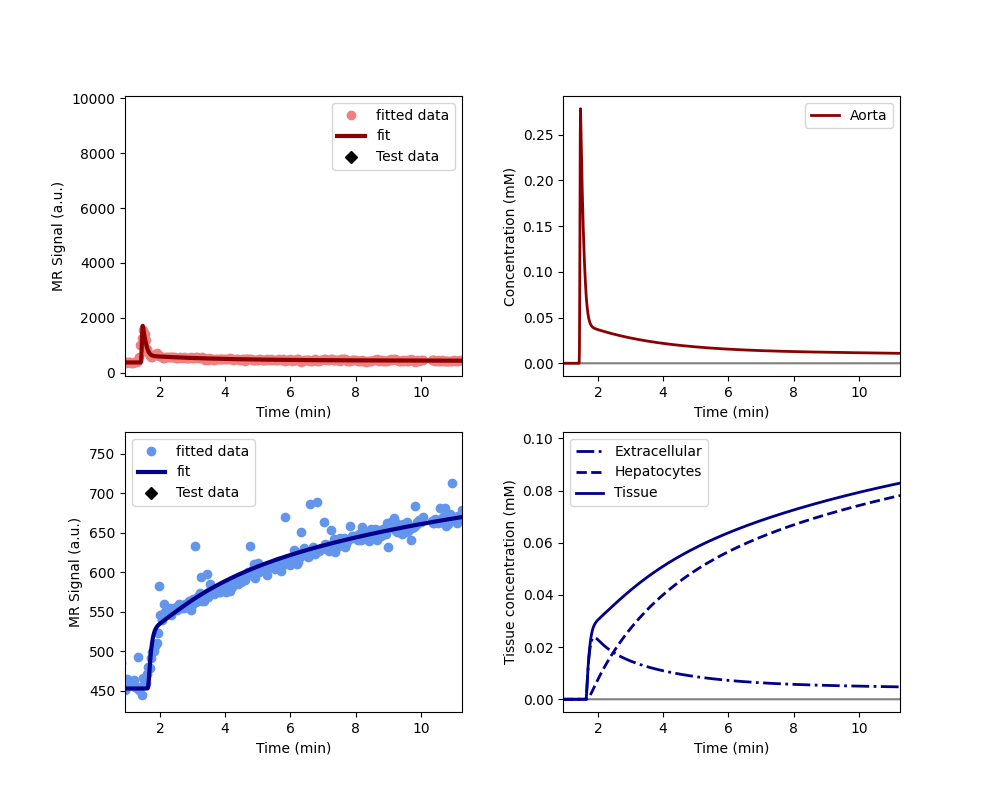 10000
8000
6000
4000
2000
0
MR Signal (a.u.)
fitted data
fit
Test data
2 4 6 8 10
Time (min)
0.25
0.20
0.15
0.10
0.05
0.00
Concentration (mM)
Aorta
2 4 6 8 10
Time (min)
750
700
650
600
550
500
450
MR Signal (a.u.)
fitted data
fit
Test data
2 4 6 8 10
Time (min)
0.10
0.08
0.06
0.04
0.02
0.00
Tissue concentration (mM)
Extracellular
Hepatocytes
Tissue
2 4 6 8 10
Time (min)